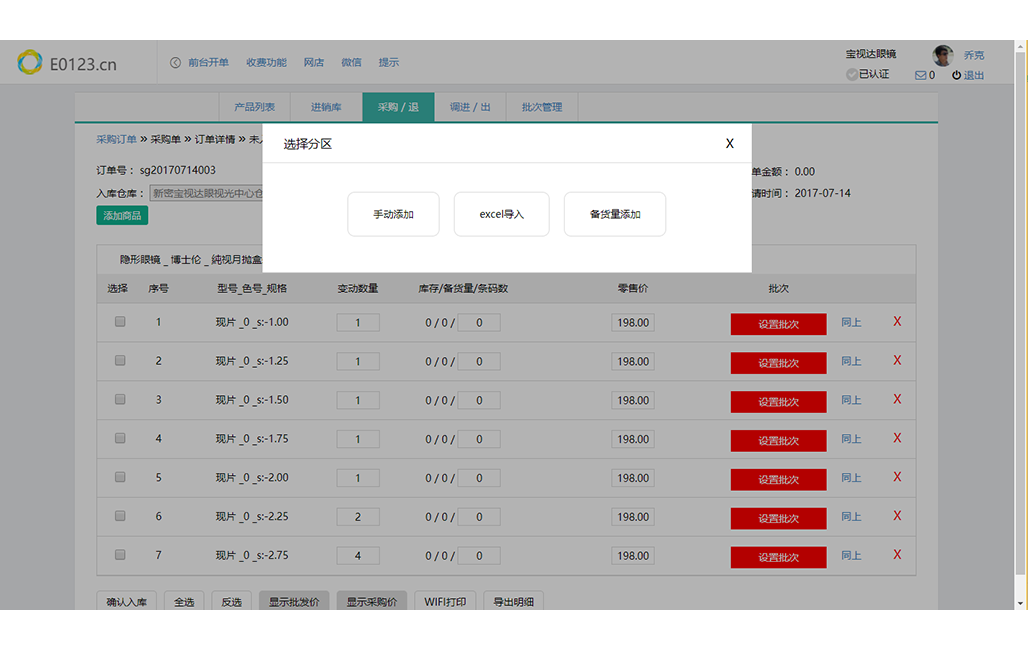 E0123.cn
前台开单 收费功能 网店 微信 提示
宝视达眼镜 乔克
已认证 0 退出
产品列表 进销库 采购 / 退 调进 / 出 批次管理
采购订单 » 采购单 » 订单详情 » 未
选择分区 X
订单号： sg20170714003
单金额： 0.00
入库仓库： 新密宝视达眼视光中心仓
请时间： 2017-07-14
添加商品
手动添加 excel导入 备货量添加
隐形眼镜 _ 博士伦 _ 纯视月抛盒
选择 序号 型号_色号_规格 变动数量 库存/备货量/条码数 零售价 批次
1 现片 _0 _s:-1.00 1 0 / 0 / 0 198.00 设置批次 同上 X
2 现片 _0 _s:-1.25 1 0 / 0 / 0 198.00 设置批次 同上 X
3 现片 _0 _s:-1.50 1 0 / 0 / 0 198.00 设置批次 同上 X
4 现片 _0 _s:-1.75 1 0 / 0 / 0 198.00 设置批次 同上 X
5 现片 _0 _s:-2.00 1 0 / 0 / 0 198.00 设置批次 同上 X
6 现片 _0 _s:-2.25 2 0 / 0 / 0 198.00 设置批次 同上 X
7 现片 _0 _s:-2.75 4 0 / 0 / 0 198.00 设置批次 同上 X
确认入库 全选 反选 显示批发价 显示采购价 WIFI打印 导出明细